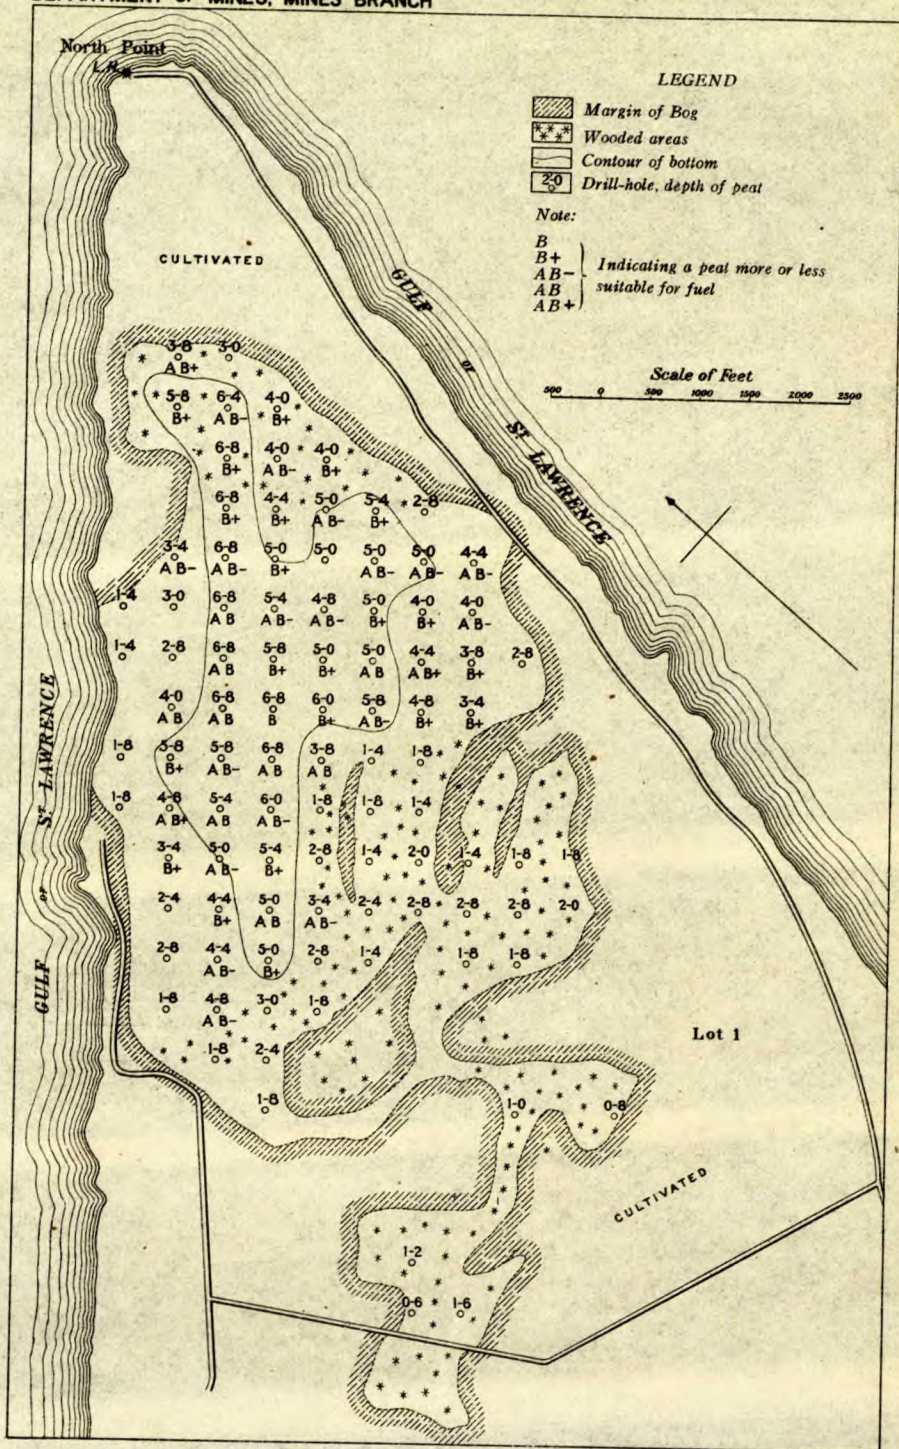 DEPARTMENT OF MINES, MINES BRANCH
North Point
L.H.
LEGEND
Margin of Bog
Wooded areas
Contour of bottom
2-0 Drill-hole, depth of peat
Note:
B
B+
AB-
AB
AB+
Indicating a peat more or less
suitable for fuel
CULTIVATED
GULF
OF
ST LAWRENCE
Scale of Feet
500 0 500 1000 1500 2000 2500
3-8 3-0
AB+
5-8 6-4 4-0
B+ AB- B+
6-8 4-0 4-0
B+ AB- B+
6-8 4-4 5-0 5-4 2-8
B+ B+ AB- B+
3-4 6-8 5-0 5-0 5-0 5-0 4-4
AB- AB- B+ AB- AB- AB-
1-4 3-0 6-8 5-4 4-8 5-0 4-0 4-0
AB AB- AB- B+ B+ AB-
1-4 2-8 6-8 5-8 5-0 5-0 4-4 3-8 2-8
AB B+ B+ AB AB+ B+
4-0 6-8 6-8 6-0 5-8 4-8 3-4
AB AB B B+ AB- B+ B+
1-8 5-8 5-8 6-8 3-8 1-4 1-8
B+ AB- AB AB
1-8 4-8 5-4 6-0 1-8 1-8 1-4
AB+ AB AB-
3-4 5-0 5-4 2-8 1-4 2-0 1-4 1-8 1-8
B+ AB- B+
2-4 4-4 5-0 3-4 2-4 2-8 2-8 2-8 2-0
B+ AB AB-
2-8 4-4 5-0 2-8 1-4 1-8 1-8
AB- B+
1-8 4-8 3-0 1-8
AB-
1-8 2-4
1-8
GULF OF ST LAWRENCE
Lot 1
1-0 0-8
CULTIVATED
1-2
0-6 1-6